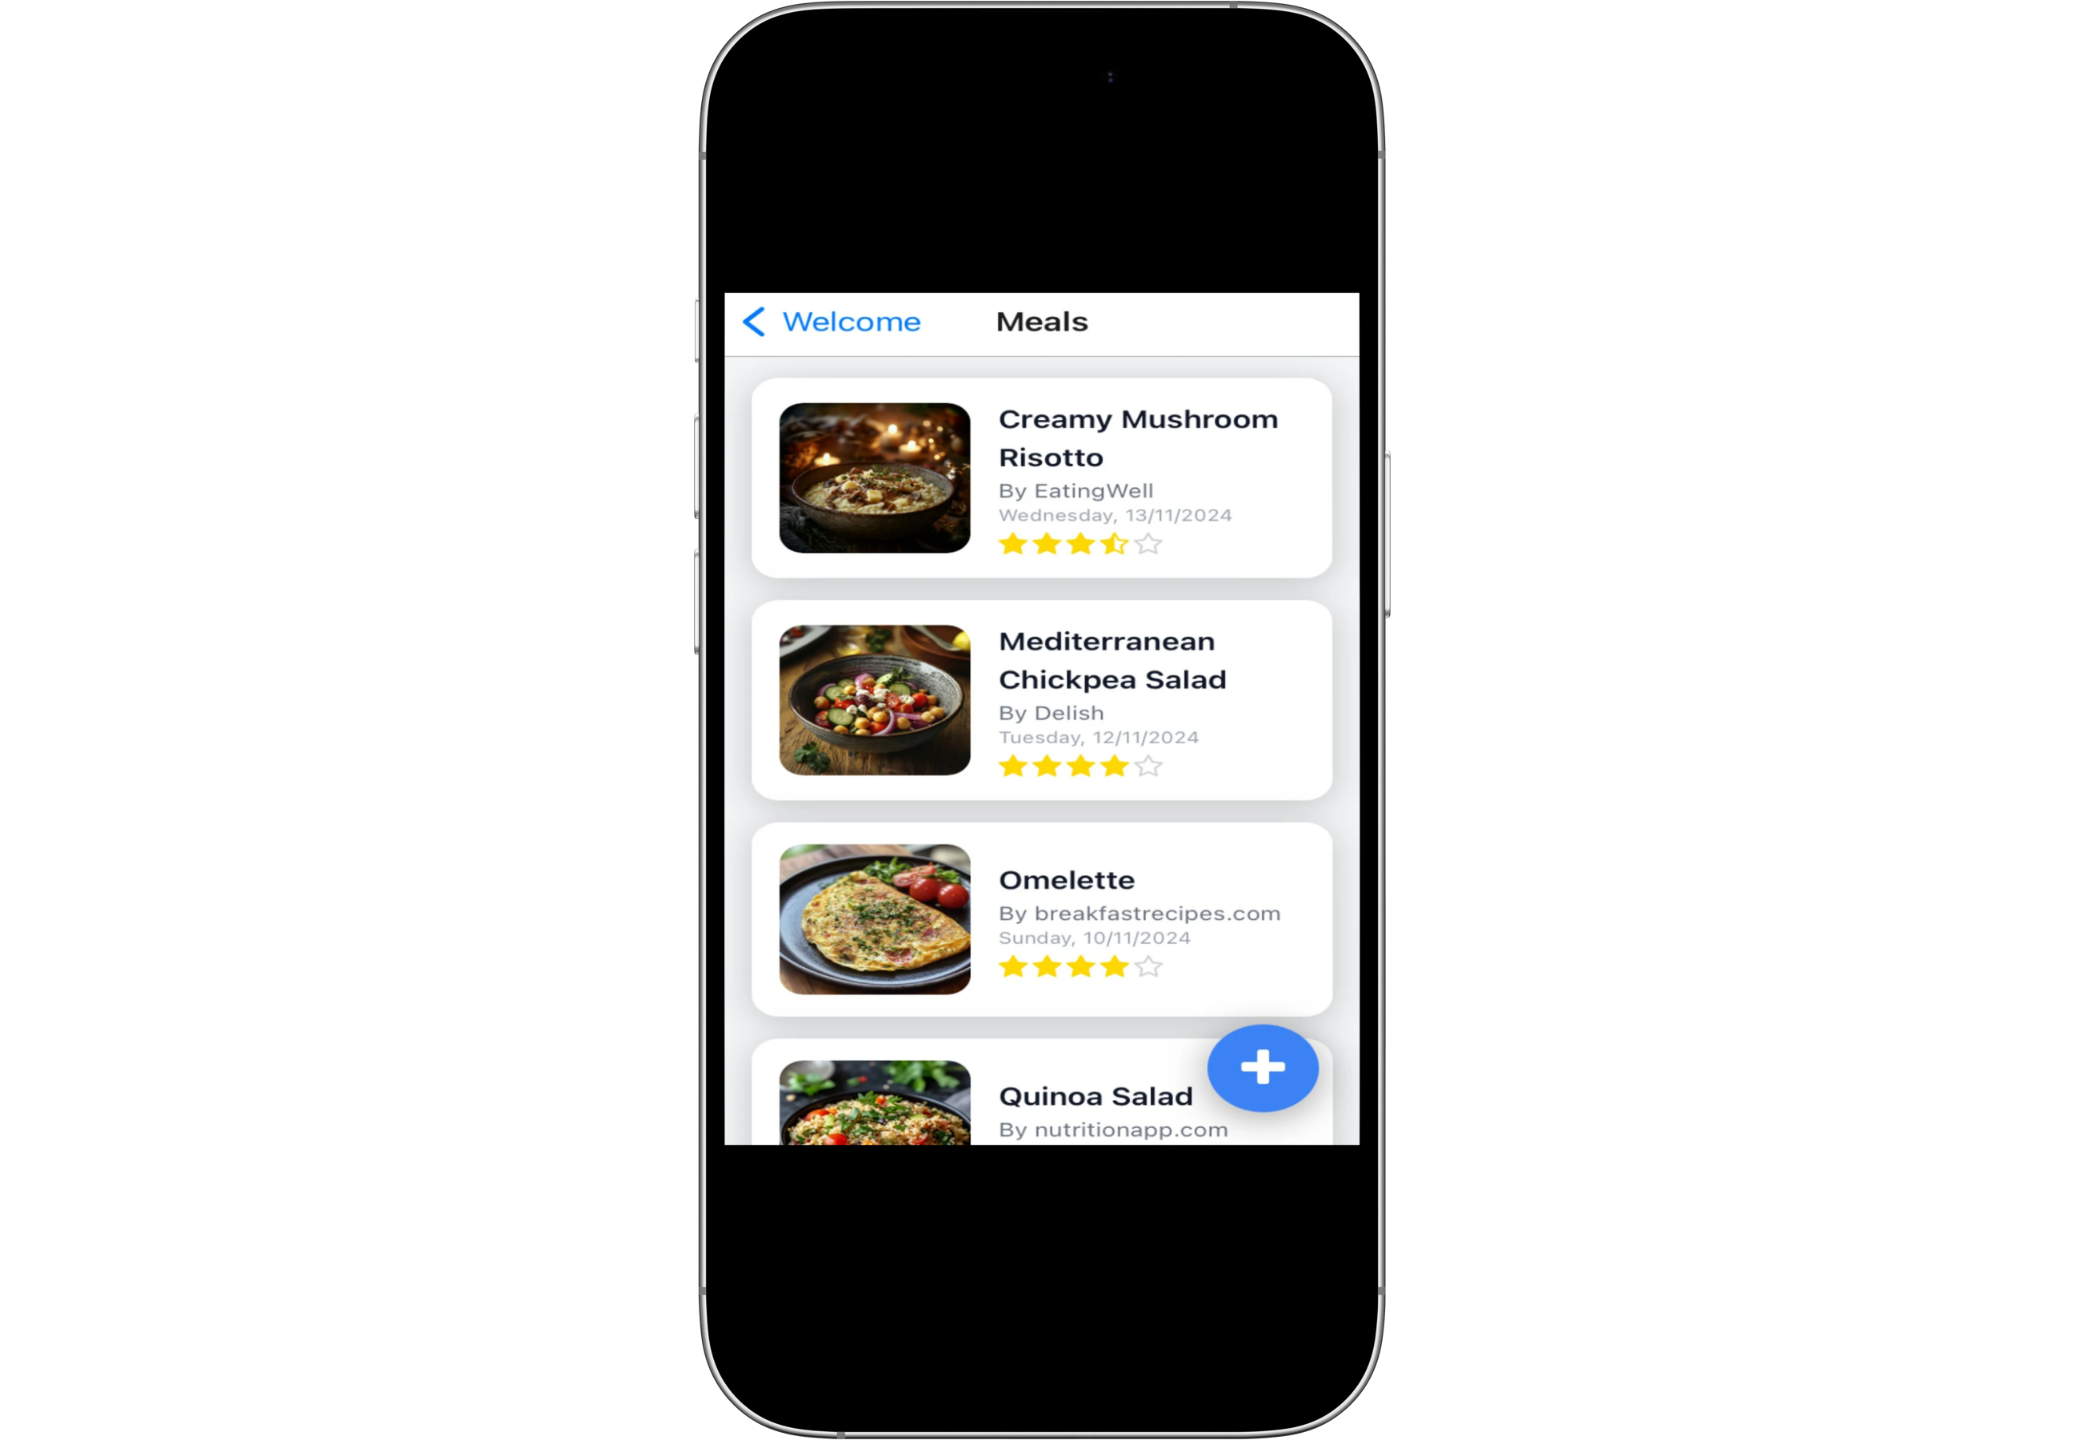 Welcome
Meals
Creamy Mushroom
Risotto
By EatingWell
Wednesday, 13/11/2024
Mediterranean
Chickpea Salad
By Delish
Tuesday, 12/11/2024
Omelette
By breakfastrecipes.com
Sunday, 10/11/2024
Quinoa Salad
By nutritionapp.com